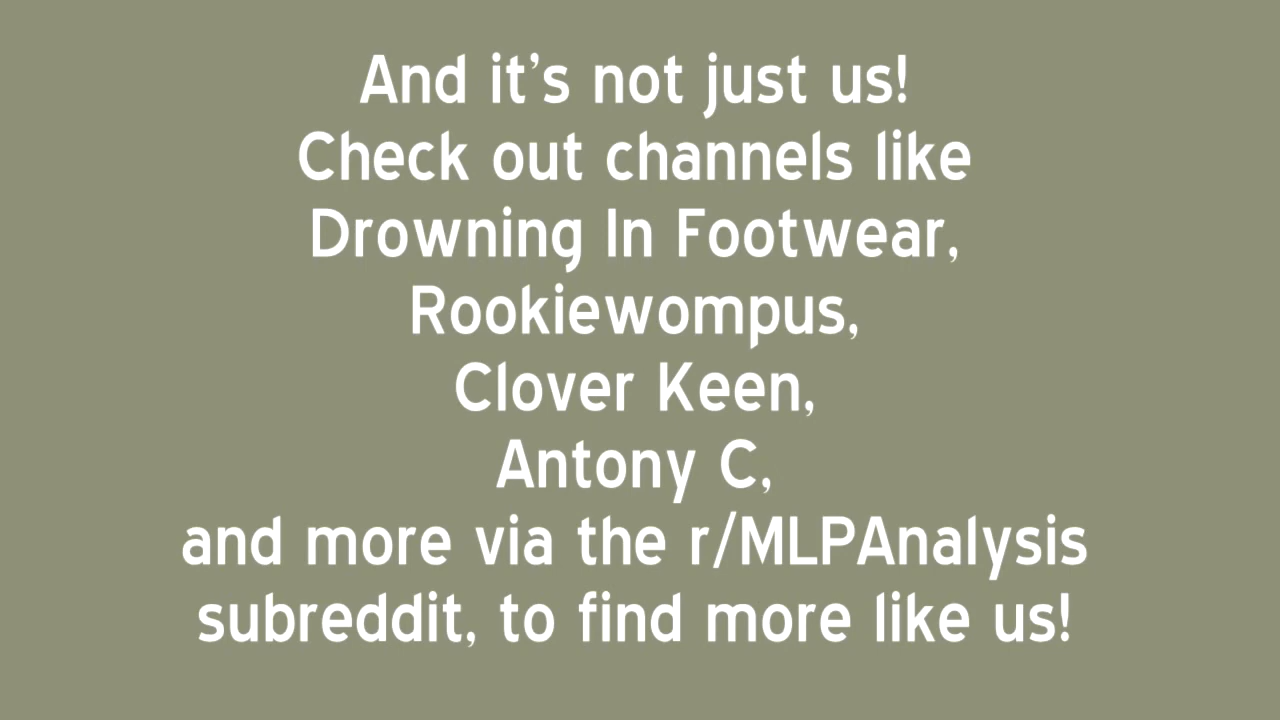 And it's not just us!
Check out channels like
Drowning In Footwear,
Rookiewompus,
Clover Keen,
Antony C,
and more via the r/MLPAnalysis
subreddit, to find more like us!